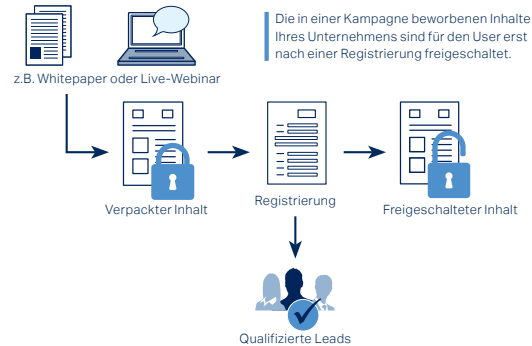 Die in einer Kampagne beworbenen Inhalte
Ihres Unternehmens sind für den User erst
nach einer Registrierung freigeschaltet.
z.B. Whitepaper oder Live-Webinar
Verpackter Inhalt
Registrierung
Freigeschalteter Inhalt
Qualifizierte Leads